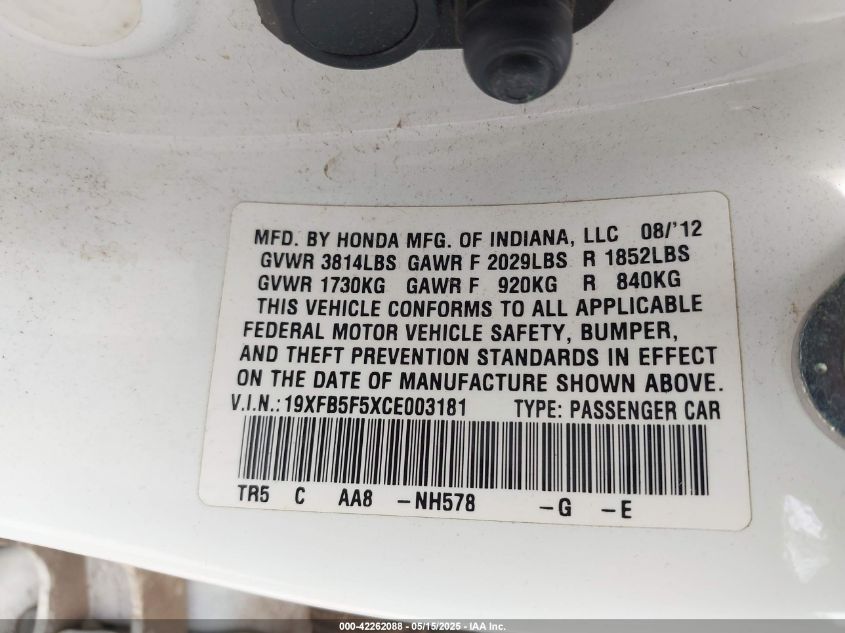 MFD. BY HONDA MFG. OF INDIANA, LLC 08/'12
GVWR 3814LBS GAWR F 2029LBS R 1852LBS
GVWR 1730KG GAWR F 920KG R 840KG
THIS VEHICLE CONFORMS TO ALL APPLICABLE
FEDERAL MOTOR VEHICLE SAFETY, BUMPER,
AND THEFT PREVENTION STANDARDS IN EFFECT
ON THE DATE OF MANUFACTURE SHOWN ABOVE.
V.I.N.: 19XFB5F5XCE003181 TYPE: PASSENGER CAR
TR5 C AA8 -NH578 -G -E
000-42262088 - 05/15/2025 - IAA Inc.